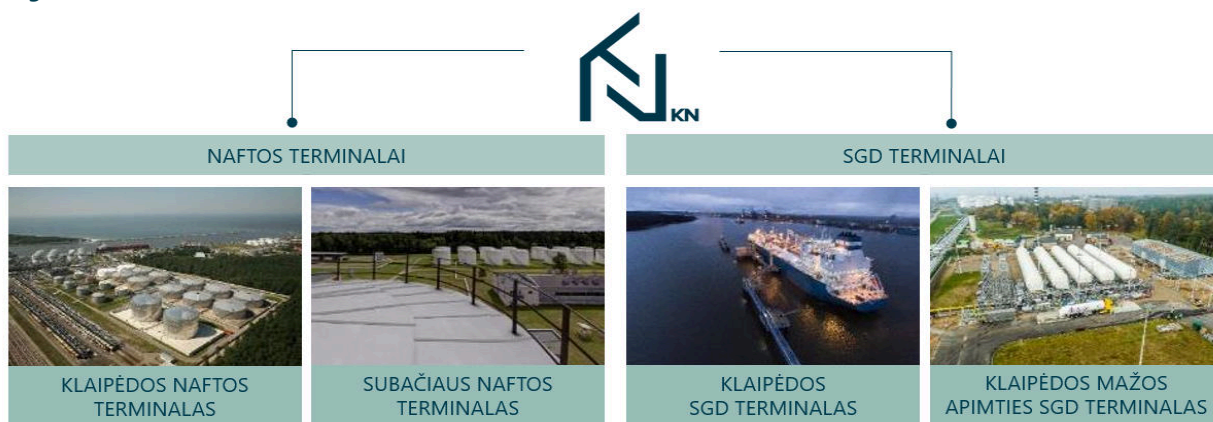 KN
NAFTOS TERMINALAI
SGD TERMINALAI
KLAIPĖDOS NAFTOS
TERMINALAS
SUBAČIAUS NAFTOS
TERMINALAS
KLAIPĖDOS
SGD TERMINALAS
KLAIPĖDOS MAŽOS
APIMTIES SGD TERMINALAS